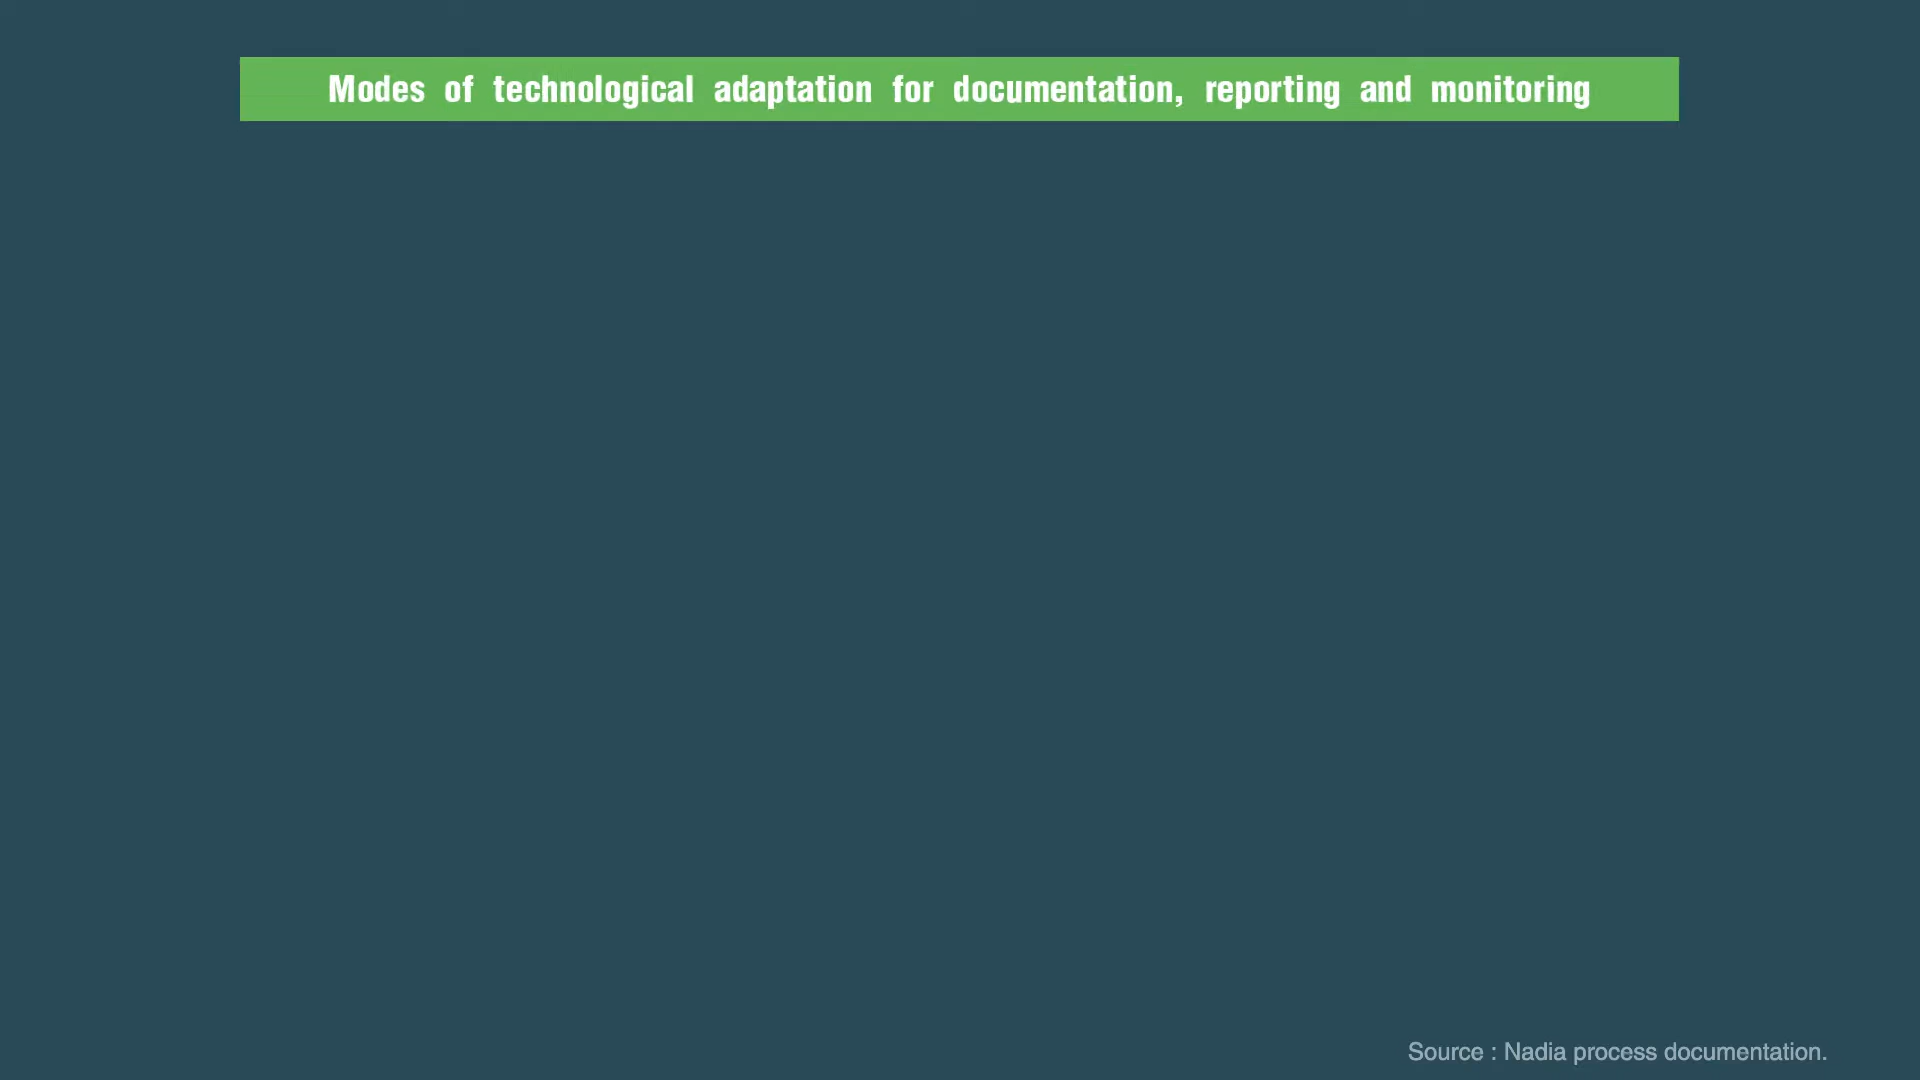 Modes of technological adaptation for documentation, reporting and monitoring
Source : Nadia process documentation.